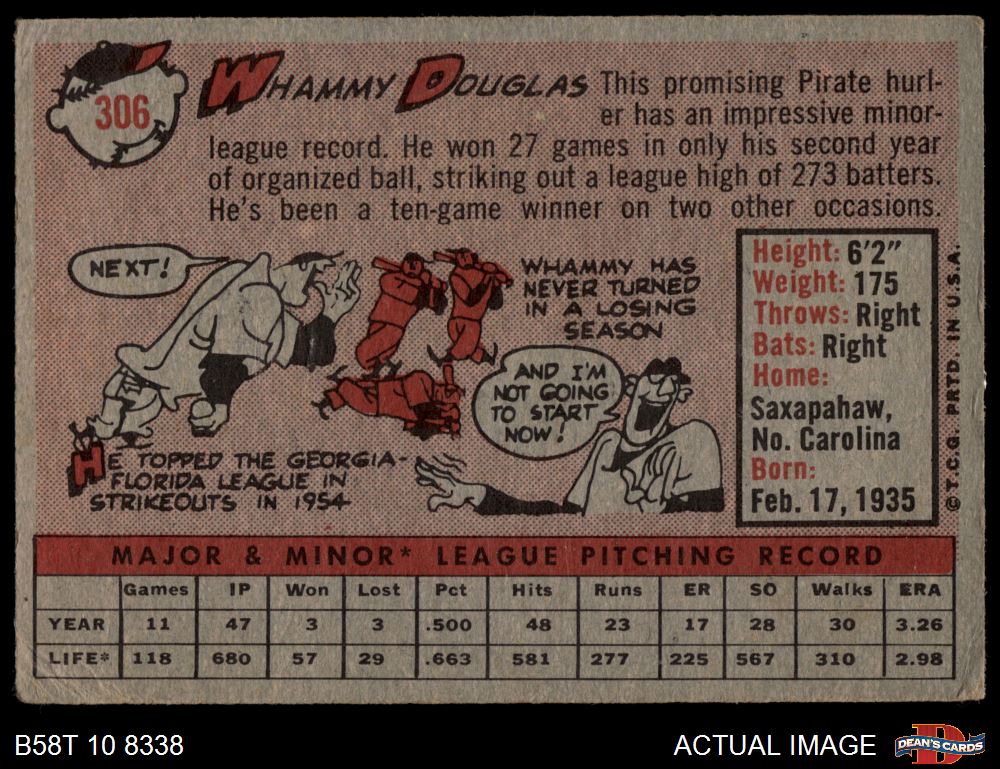 306
WHAMMY DOUGLAS This promising Pirate hurl-
er has an impressive minor-
league record. He won 27 games in only his second year
of organized ball, striking out a league high of 273 batters.
He's been a ten-game winner on two other occasions.
NEXT!
HE TOPPED THE GEORGIA-
FLORIDA LEAGUE IN
STRIKEOUTS IN 1954
WHAMMY HAS
NEVER TURNED
IN A LOSING
SEASON
AND I'M
NOT GOING
TO START
NOW!
Height: 6'2"
Weight: 175
Throws: Right
Bats: Right
Home:
Saxapahaw,
No. Carolina
Born:
Feb. 17, 1935
© T.C.G. PRTD. IN U.S.A.
MAJOR & MINOR* LEAGUE PITCHING RECORD
Games IP Won Lost Pct Hits Runs ER SO Walks ERA
YEAR 11 47 3 3 .500 48 23 17 28 30 3.26
LIFE* 118 680 57 29 .663 581 277 225 567 310 2.98
B58T 10 8338
ACTUAL IMAGE
D
DEAN'S CARDS